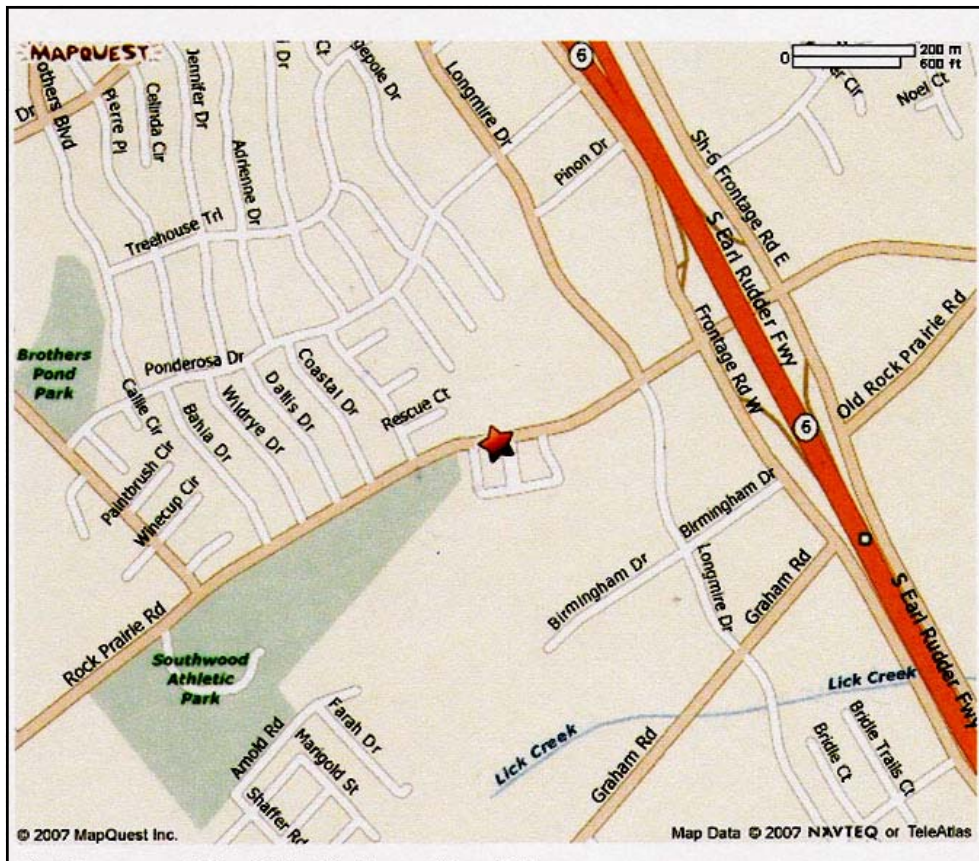 MAPQUEST
0
200 m
600 ft
6
others Blvd
Dr
Pierre Pl
Celinda Cir
Jennifer Dr
Adrienne Dr
Dr
Ct
gepole Dr
Longmire Dr
Pinon Dr
Sh-6 Frontage Rd E
er Cir
Noel Ct
Treehouse Trl
S Earl Rudder Fwy
Brothers
Pond
Park
Ponderosa Dr
Callie Cir
Bahia Dr
Wildrye Dr
Dallis Dr
Coastal Dr
Rescue Ct
Frontage Rd W
Old Rock Prairie Rd
6
Paintbrush Cir
Winecup Cir
Birmingham Dr
Birmingham Dr
Longmire Dr
Graham Rd
S Earl Rudder Fwy
Rock Prairie Rd
Southwood
Athletic
Park
Lick Creek
Lick Creek
Arnold Rd
Farah Dr
Marigold St
Shaffer Rd
Graham Rd
Bridle Ct
Bridle Trails Ct
© 2007 MapQuest Inc.
Map Data © 2007 NAVTEQ or TeleAtlas